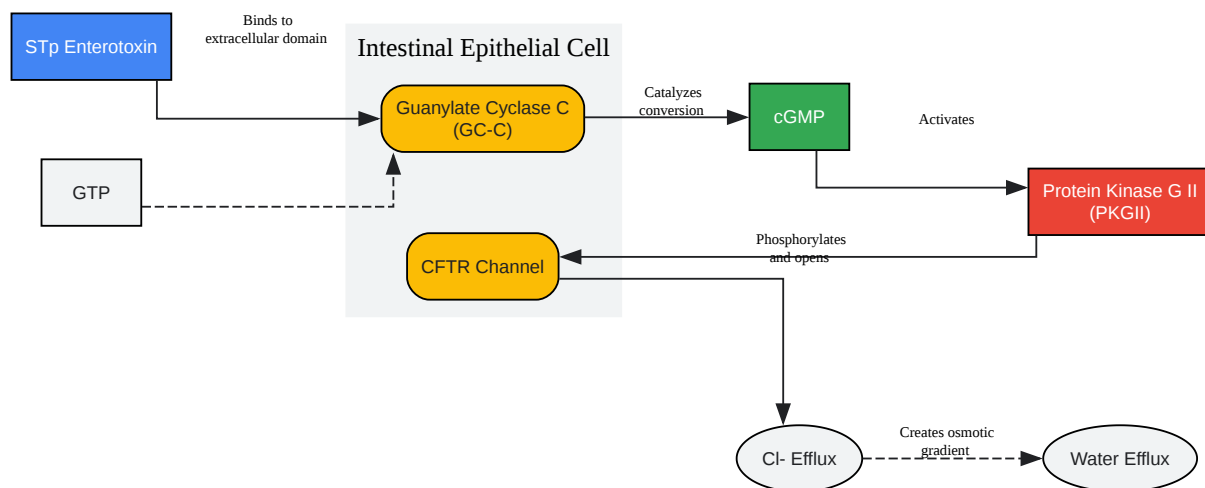 Binds to
extracellular domain
STp Enterotoxin
Intestinal Epithelial Cell
Guanylate Cyclase C
(GC-C)
Catalyzes
conversion
cGMP
Activates
GTP
Protein Kinase G II
(PKGII)
Phosphorylates
and opens
CFTR Channel
Creates osmotic
gradient
Cl- Efflux
Water Efflux